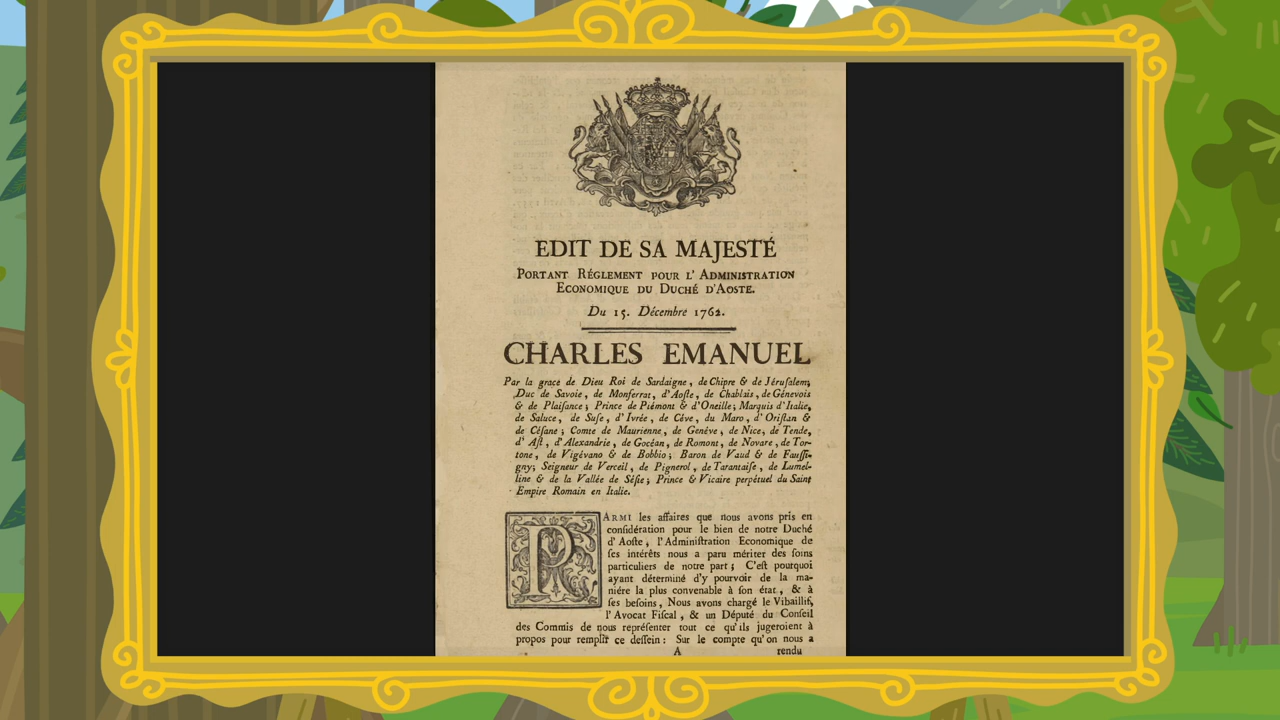 EDIT DE SA MAJESTÉ
PORTANT RÉGLEMENT POUR L' ADMINISTRATION
ECONOMIQUE DU DUCHÉ D'AOSTE.
Du 15. Décembre 1762.
CHARLES EMANUEL
Par la grace de Dieu Roi de Sardaigne, de Chipre & de Jérusalem;
Duc de Savoie, de Monferrat, d'Aoſte, de Chablais, de Génevois
& de Plaiſance; Prince de Piémont & d'Oneille; Marquis d'Italie,
de Saluce, de Suſe, d'Ivrée, de Céve, du Maro, d'Oriſtan &
de Céſane; Comte de Maurienne, de Genéve, de Nice, de Tende,
d' Aſt, d'Alexandrie, de Gocéan, de Romont, de Novare, de Tor-
tone, de Vigévano & de Bobbio; Baron de Vaud & de Fauſſi-
gny; Seigneur de Verceil, de Pignerol, de Tarantaiſe, de Lumel-
line & de la Vallée de Séſie; Prince & Vicaire perpétuel du Saint
Empire Romain en Italie.
PARMI les affaires que nous avons pris en
conſidération pour le bien de notre Duché
d' Aoſte, l'Adminiſtration Economique de
ſes intérêts nous a paru mériter des ſoins
particuliers de notre part; C'eſt pourquoi
ayant déterminé d'y pourvoir de la ma-
niére la plus convenable à ſon état, & à
ſes beſoins, Nous avons chargé le Vibaillif,
l'Avocat Fiſcal, & un Député du Conſeil
des Commis de nous repréſenter tout ce qu'ils jugeroient à
propos pour remplir ce deſſein: Sur le compte qu'on nous a
A rendu